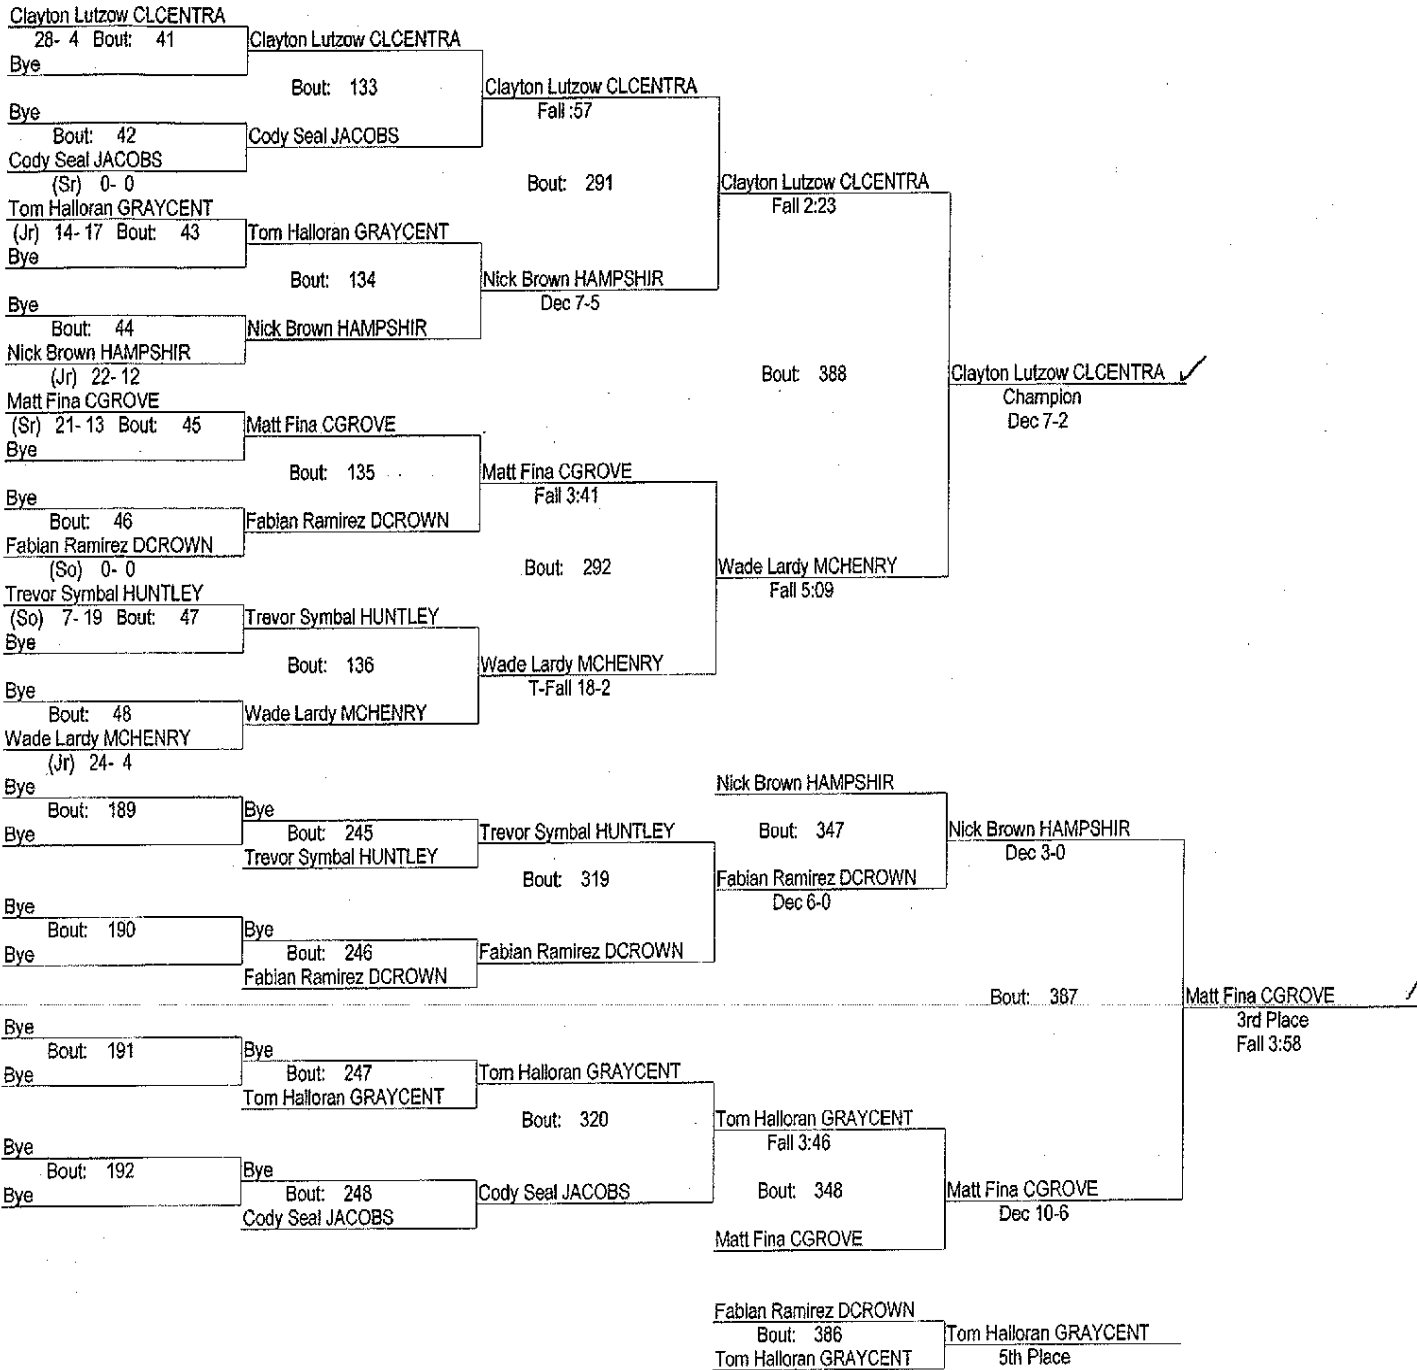 Clayton Lutzow CLCENTRA
28- 4 Bout: 41
Bye
Clayton Lutzow CLCENTRA
Bout: 133
Bye
Bout: 42
Cody Seal JACOBS
(Sr) 0- 0
Cody Seal JACOBS
Clayton Lutzow CLCENTRA
Fall :57
Bout: 291
Tom Halloran GRAYCENT
(Jr) 14- 17 Bout: 43
Bye
Tom Halloran GRAYCENT
Bout: 134
Bye
Bout: 44
Nick Brown HAMPSHIR
(Jr) 22- 12
Nick Brown HAMPSHIR
Nick Brown HAMPSHIR
Dec 7-5
Clayton Lutzow CLCENTRA
Fall 2:23
Bout: 388
Clayton Lutzow CLCENTRA
Champion
Dec 7-2
Matt Fina CGROVE
(Sr) 21- 13 Bout: 45
Bye
Matt Fina CGROVE
Bout: 135
Bye
Bout: 46
Fabian Ramirez DCROWN
(So) 0- 0
Fabian Ramirez DCROWN
Matt Fina CGROVE
Fall 3:41
Bout: 292
Trevor Symbal HUNTLEY
(So) 7- 19 Bout: 47
Bye
Trevor Symbal HUNTLEY
Bout: 136
Bye
Bout: 48
Wade Lardy MCHENRY
(Jr) 24- 4
Wade Lardy MCHENRY
Wade Lardy MCHENRY
T-Fall 18-2
Wade Lardy MCHENRY
Fall 5:09
Bye
Bout: 189
Bye
Bye
Bout: 245
Trevor Symbal HUNTLEY
Trevor Symbal HUNTLEY
Bout: 319
Bye
Bout: 190
Bye
Bye
Bout: 246
Fabian Ramirez DCROWN
Fabian Ramirez DCROWN
Nick Brown HAMPSHIR
Bout: 347
Fabian Ramirez DCROWN
Dec 6-0
Nick Brown HAMPSHIR
Dec 3-0
Bout: 387
Matt Fina CGROVE
3rd Place
Fall 3:58
Bye
Bout: 191
Bye
Bye
Bout: 247
Tom Halloran GRAYCENT
Tom Halloran GRAYCENT
Bout: 320
Bye
Bout: 192
Bye
Bye
Bout: 248
Cody Seal JACOBS
Cody Seal JACOBS
Tom Halloran GRAYCENT
Fall 3:46
Bout: 348
Matt Fina CGROVE
Matt Fina CGROVE
Dec 10-6
Fabian Ramirez DCROWN
Bout: 386
Tom Halloran GRAYCENT
Tom Halloran GRAYCENT
5th Place